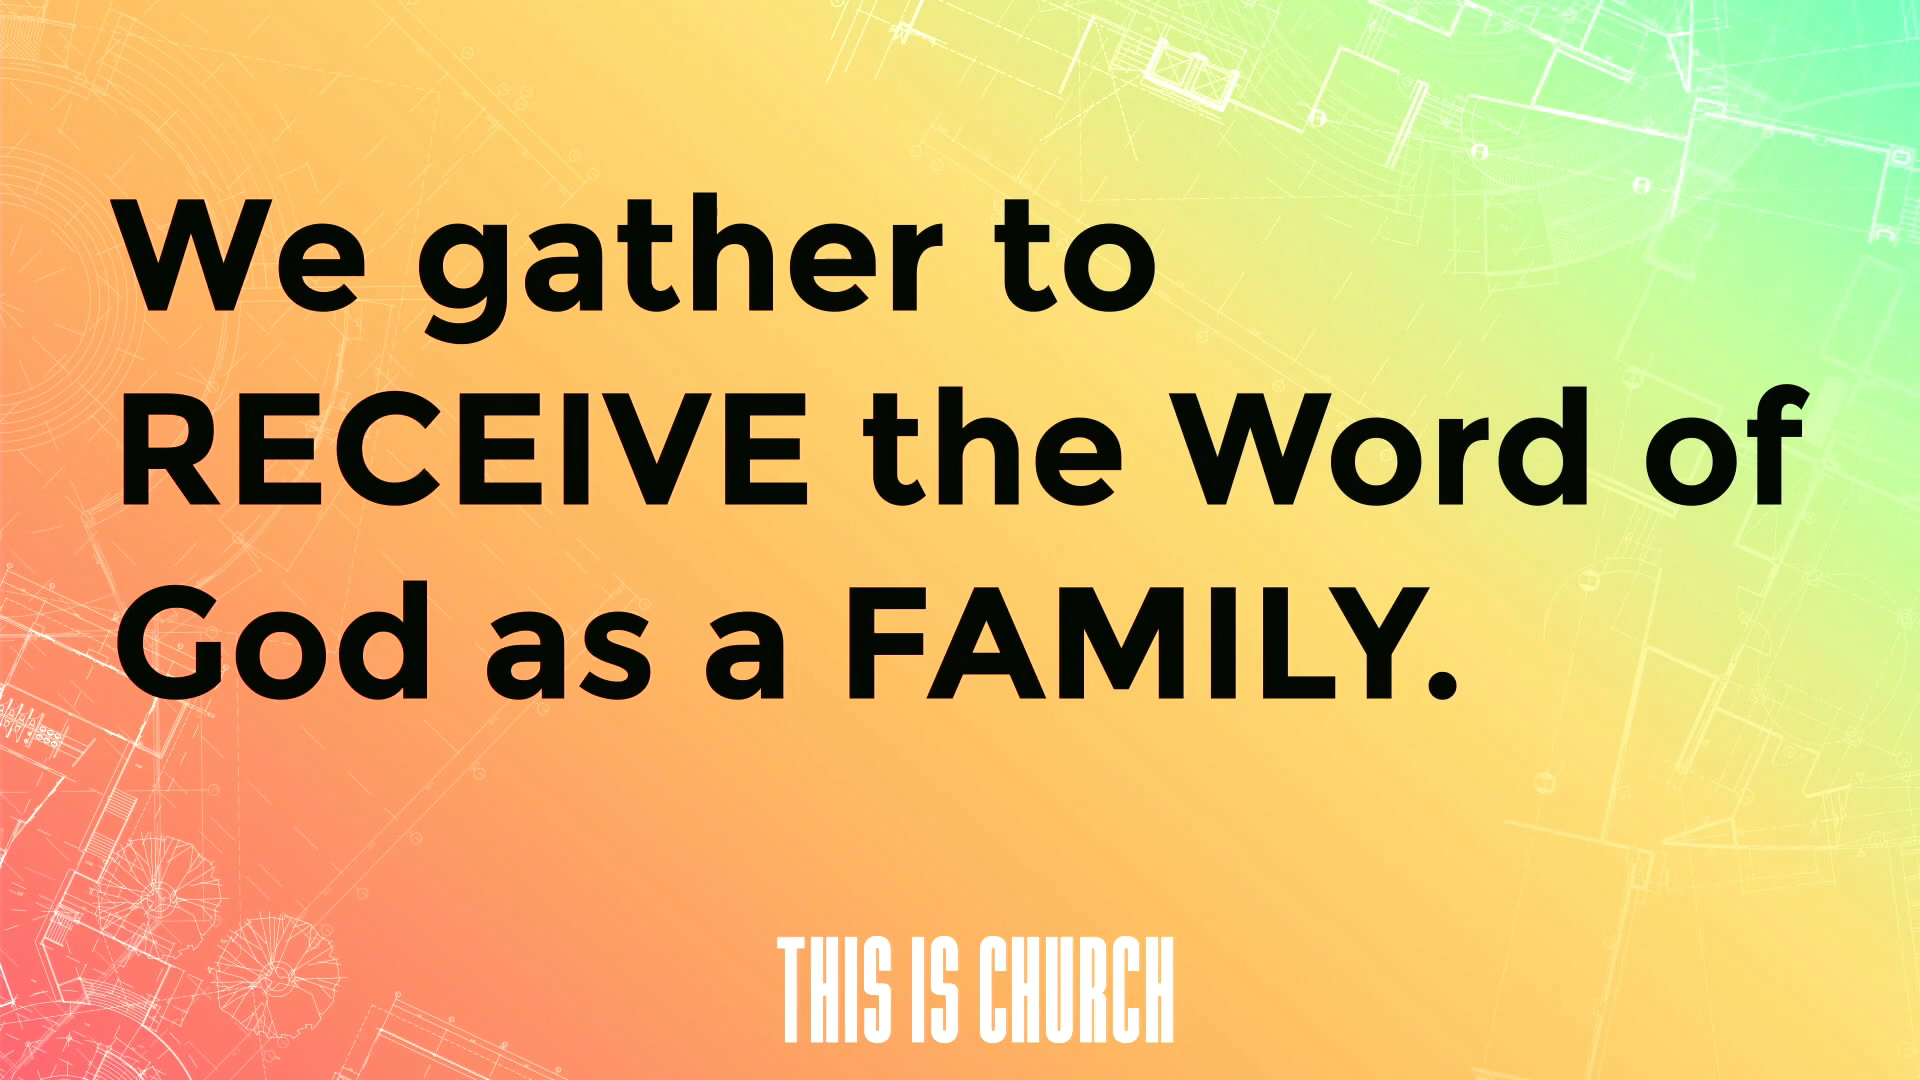 We gather to
RECEIVE the Word of
God as a FAMILY.
THIS IS CHURCH